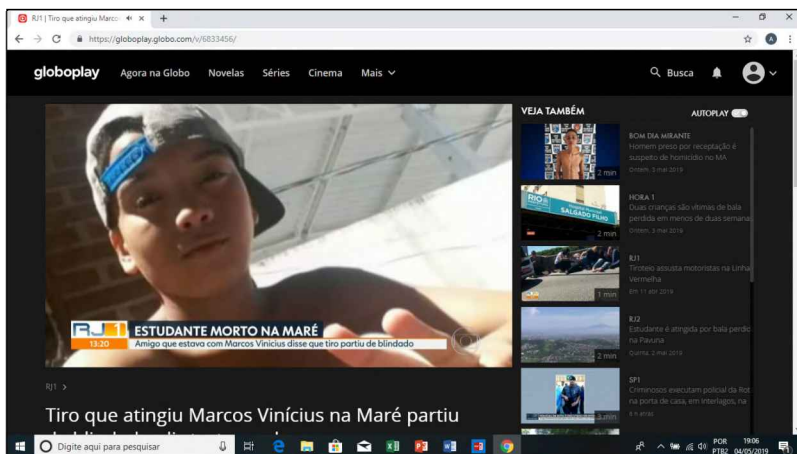 RJ1 | Tiro que atingiu Marco
https://globoplay.globo.com/v/6833456/
globoplay Agora na Globo Novelas Séries Cinema Mais Busca
VEJA TAMBÉM AUTOPLAY
BOM DIA MIRANTE
Homem preso por receptação é
suspeito de homicídio no MA
Ontem, 3 mai 2019
2 min
HORA 1
Duas crianças são vítimas de bala
perdida em menos de duas semana
Ontem, 3 mai 2019
RIO
SALGADO FILHO
2 min
RJ1
Tiroteio assusta motoristas na Linha
Vermelha
Em 11 abr 2019
1 min
RJ2
Estudante é atingida por bala perdid
na Pavuna
Quinta, 2 mai 2019
2 min
SP1
Criminosos executam policial da Rot
na porta de casa, em Interlagos, na
3 min
RJ1 ESTUDANTE MORTO NA MARÉ
13:20 Amigo que estava com Marcos Vinicius disse que tiro partiu de blindado
RJ1 >
Tiro que atingiu Marcos Vinícius na Maré partiu
Digite aqui para pesquisar
POR 19:06
PTB2 04/05/2019